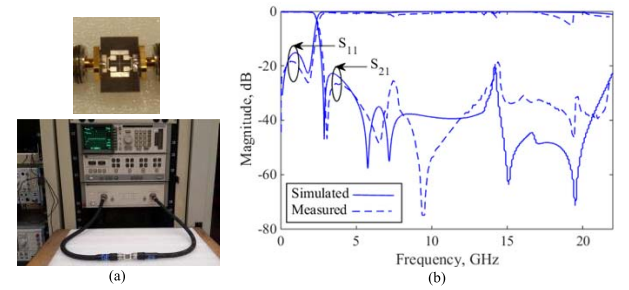 (a)
0
-20
-40
-60
-80
Magnitude, dB
S11
S21
Simulated
Measured
0
5
10
15
20
Frequency, GHz
(b)